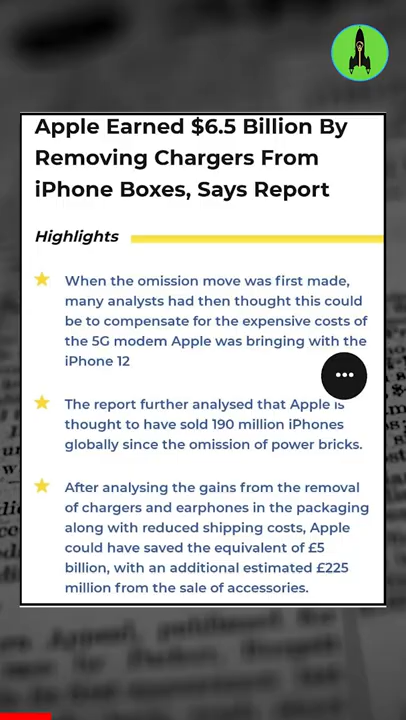 Apple Earned $6.5 Billion By
Removing Chargers From
iPhone Boxes, Says Report
Highlights
When the omission move was first made,
many analysts had then thought this could
be to compensate for the expensive costs of
the 5G modem Apple was bringing with the
iPhone 12
The report further analysed that Apple is
thought to have sold 190 million iPhones
globally since the omission of power bricks.
After analysing the gains from the removal
of chargers and earphones in the packaging
along with reduced shipping costs, Apple
could have saved the equivalent of £5
billion, with an additional estimated £225
million from the sale of accessories.